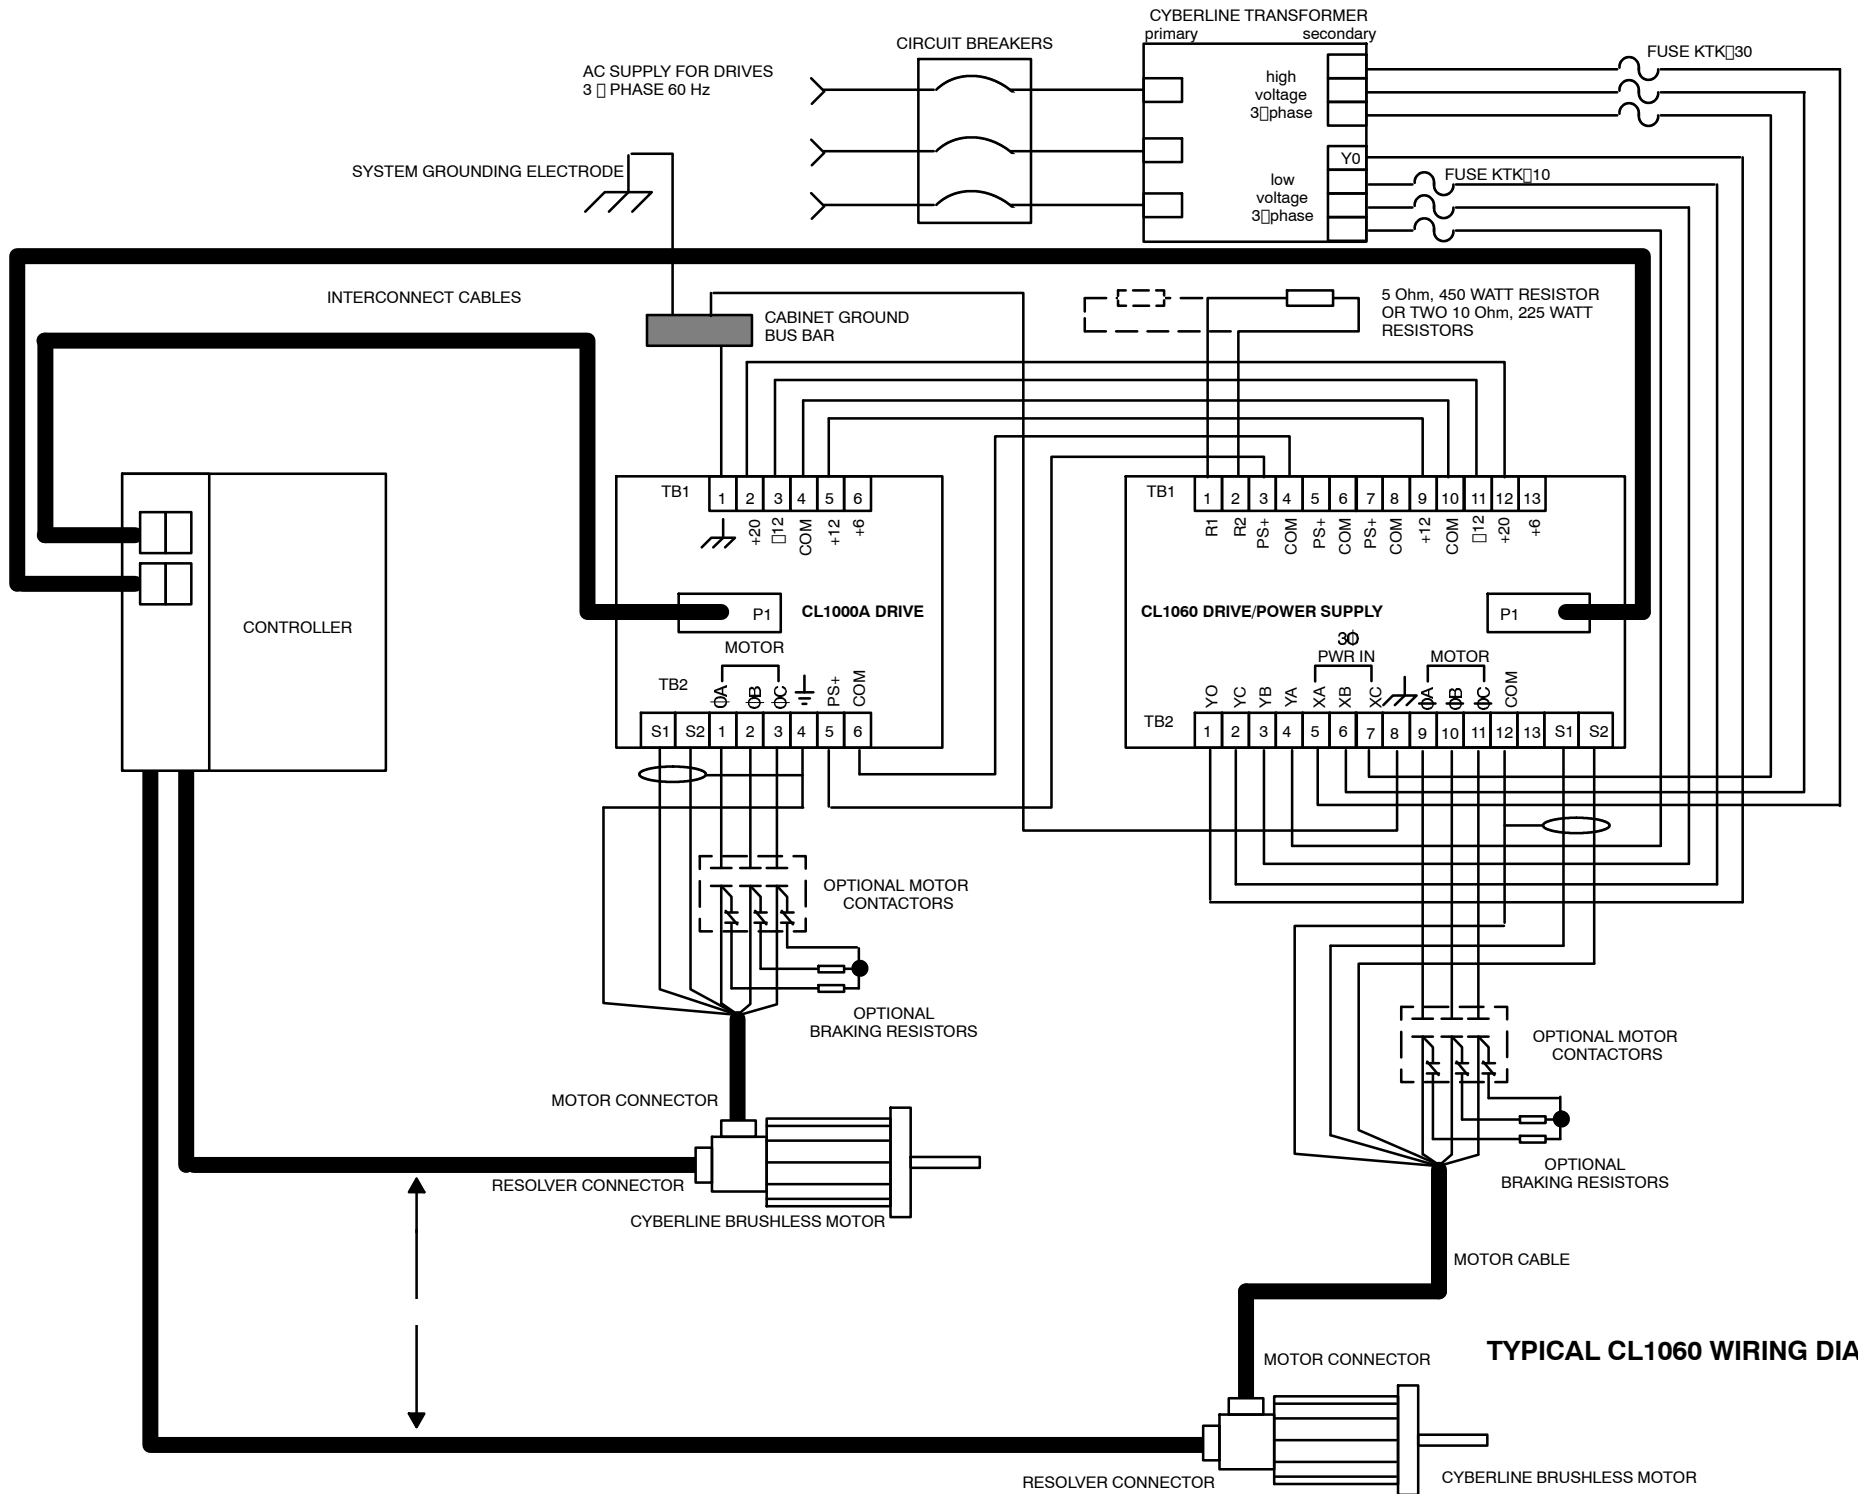 CYBERLINE TRANSFORMER
primary
secondary
CIRCUIT BREAKERS
FUSE KTK▯30
AC SUPPLY FOR DRIVES
3 ▯ PHASE 60 Hz
high
voltage
3▯phase
Y0
FUSE KTK▯10
low
voltage
3▯phase
SYSTEM GROUNDING ELECTRODE
INTERCONNECT CABLES
CABINET GROUND
BUS BAR
5 Ohm, 450 WATT RESISTOR
OR TWO 10 Ohm, 225 WATT
RESISTORS
CONTROLLER
TB1
1 2 3 4 5 6
+20 ▯12 COM +12 +6
P1
CL1000A DRIVE
MOTOR
TB2
ϕA ϕB ϕC PS+ COM
S1 S2 1 2 3 4 5 6
TB1
1 2 3 4 5 6 7 8 9 10 11 12 13
R1 R2 PS+ COM PS+ COM PS+ COM +12 COM ▯12 +20 +6
CL1060 DRIVE/POWER SUPPLY
P1
3ϕ
PWR IN
MOTOR
YO YC YB YA XA XB XC ϕA ϕB ϕC COM
TB2
1 2 3 4 5 6 7 8 9 10 11 12 13 S1 S2
OPTIONAL MOTOR
CONTACTORS
OPTIONAL
BRAKING RESISTORS
OPTIONAL MOTOR
CONTACTORS
OPTIONAL
BRAKING RESISTORS
MOTOR CONNECTOR
RESOLVER CONNECTOR
CYBERLINE BRUSHLESS MOTOR
MOTOR CABLE
TYPICAL CL1060 WIRING DIA
MOTOR CONNECTOR
RESOLVER CONNECTOR
CYBERLINE BRUSHLESS MOTOR